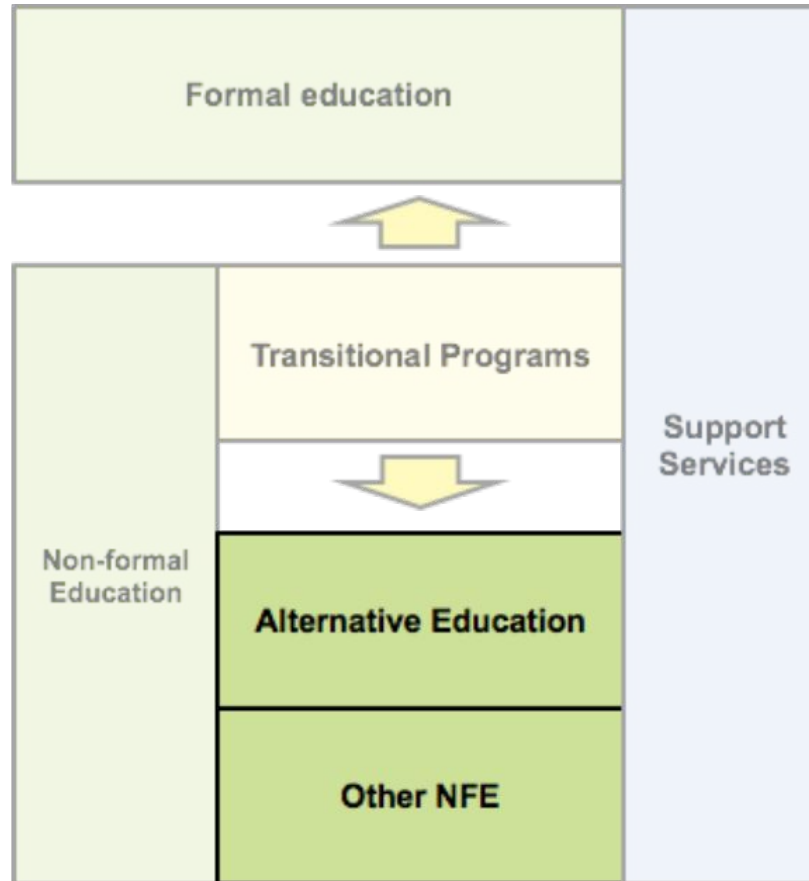 Formal education
Transitional Programs
Support
Services
Non-formal
Education
Alternative Education
Other NFE